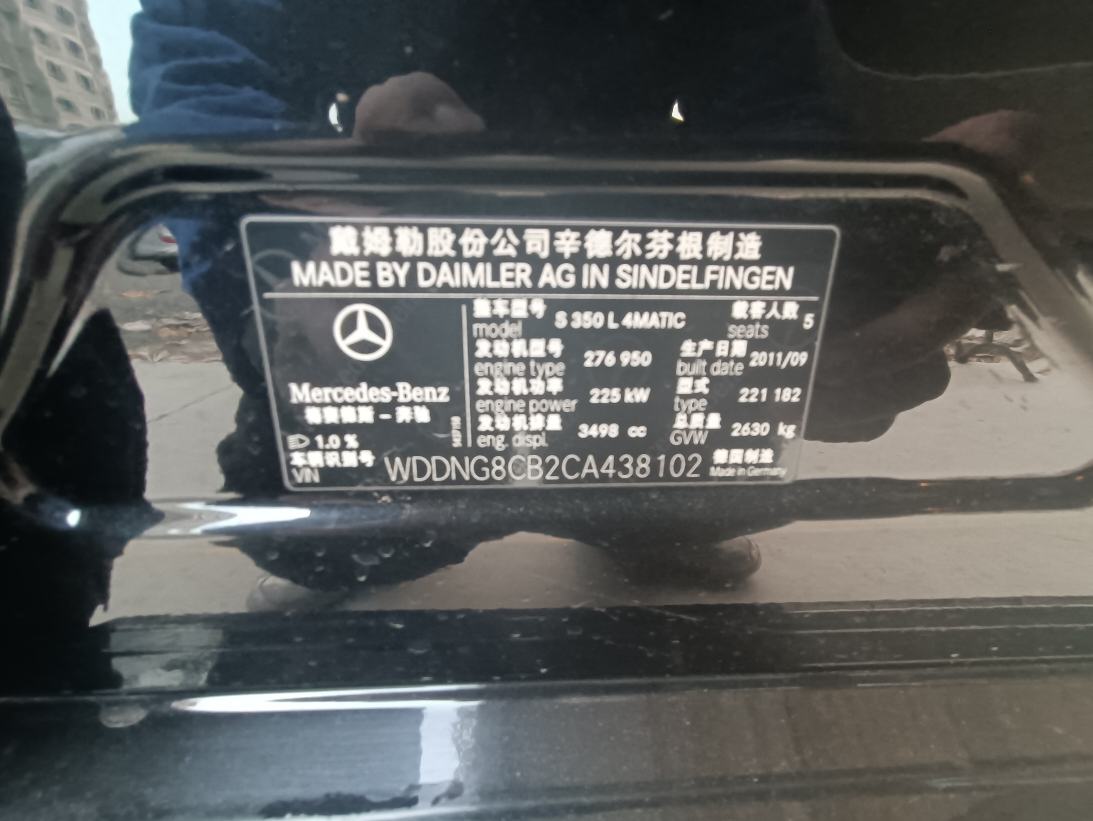 戴姆勒股份公司辛德尔芬根制造
MADE BY DAIMLER AG IN SINDELFINGEN
整车型号 S 350 L 4MATIC 载客人数 5
model seats
发动机型号 276 950 生产日期 2011/09
engine type built date
发动机功率 225 kW 型式 221 182
engine power type
发动机排量 3498 cc 总质量 2630 kg
eng. displ. GVW
Mercedes-Benz
梅赛德斯－奔驰
1.0 %
车辆识别号 WDDNG8CB2CA438102 德国制造
VIN Made in Germany